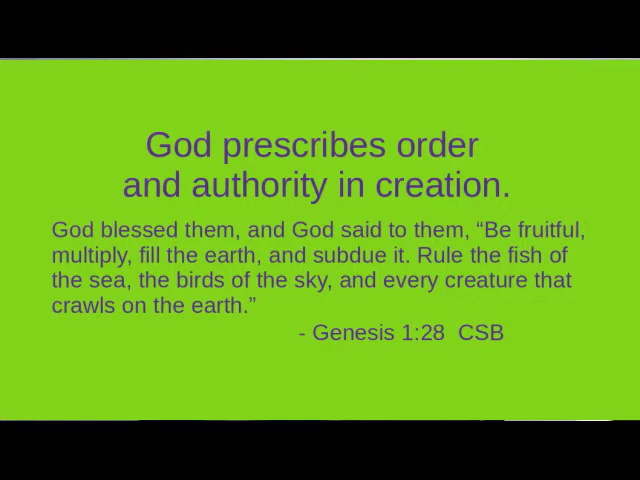 God prescribes order
and authority in creation.
God blessed them, and God said to them, “Be fruitful,
multiply, fill the earth, and subdue it. Rule the fish of
the sea, the birds of the sky, and every creature that
crawls on the earth.”
- Genesis 1:28  CSB